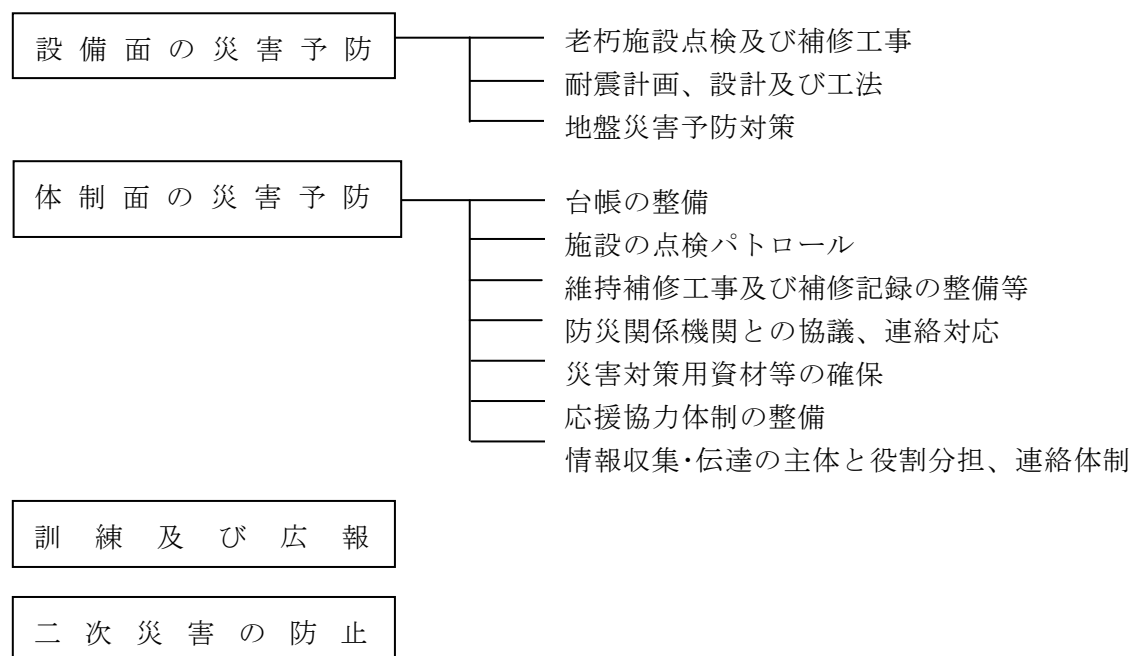 設備面の災害予防
老朽施設点検及び補修工事
耐震計画、設計及び工法
地盤災害予防対策
体制面の災害予防
台帳の整備
施設の点検パトロール
維持補修工事及び補修記録の整備等
防災関係機関との協議、連絡対応
災害対策用資材等の確保
応援協力体制の整備
情報収集･伝達の主体と役割分担、連絡体制
訓練及び広報
二次災害の防止